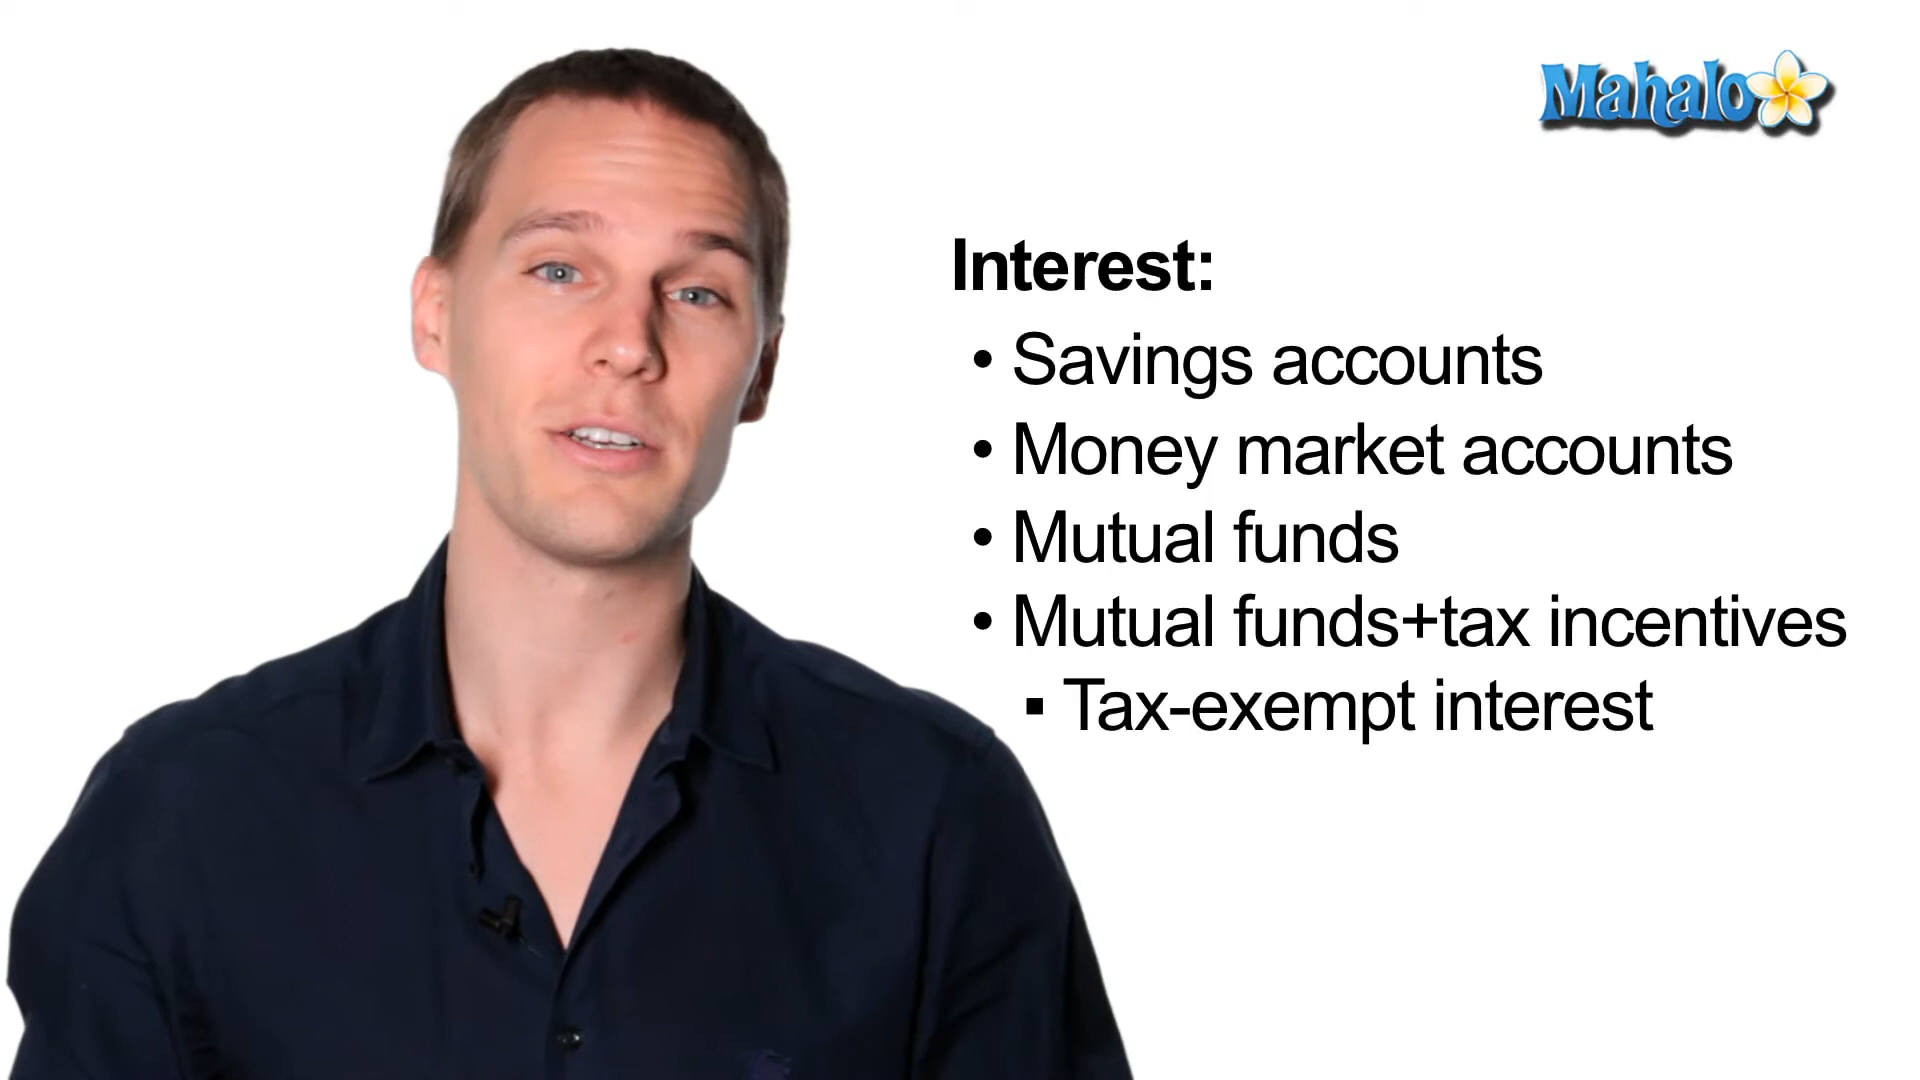 Mahalo
Interest:
• Savings accounts
• Money market accounts
• Mutual funds
• Mutual funds+tax incentives
▪ Tax-exempt interest